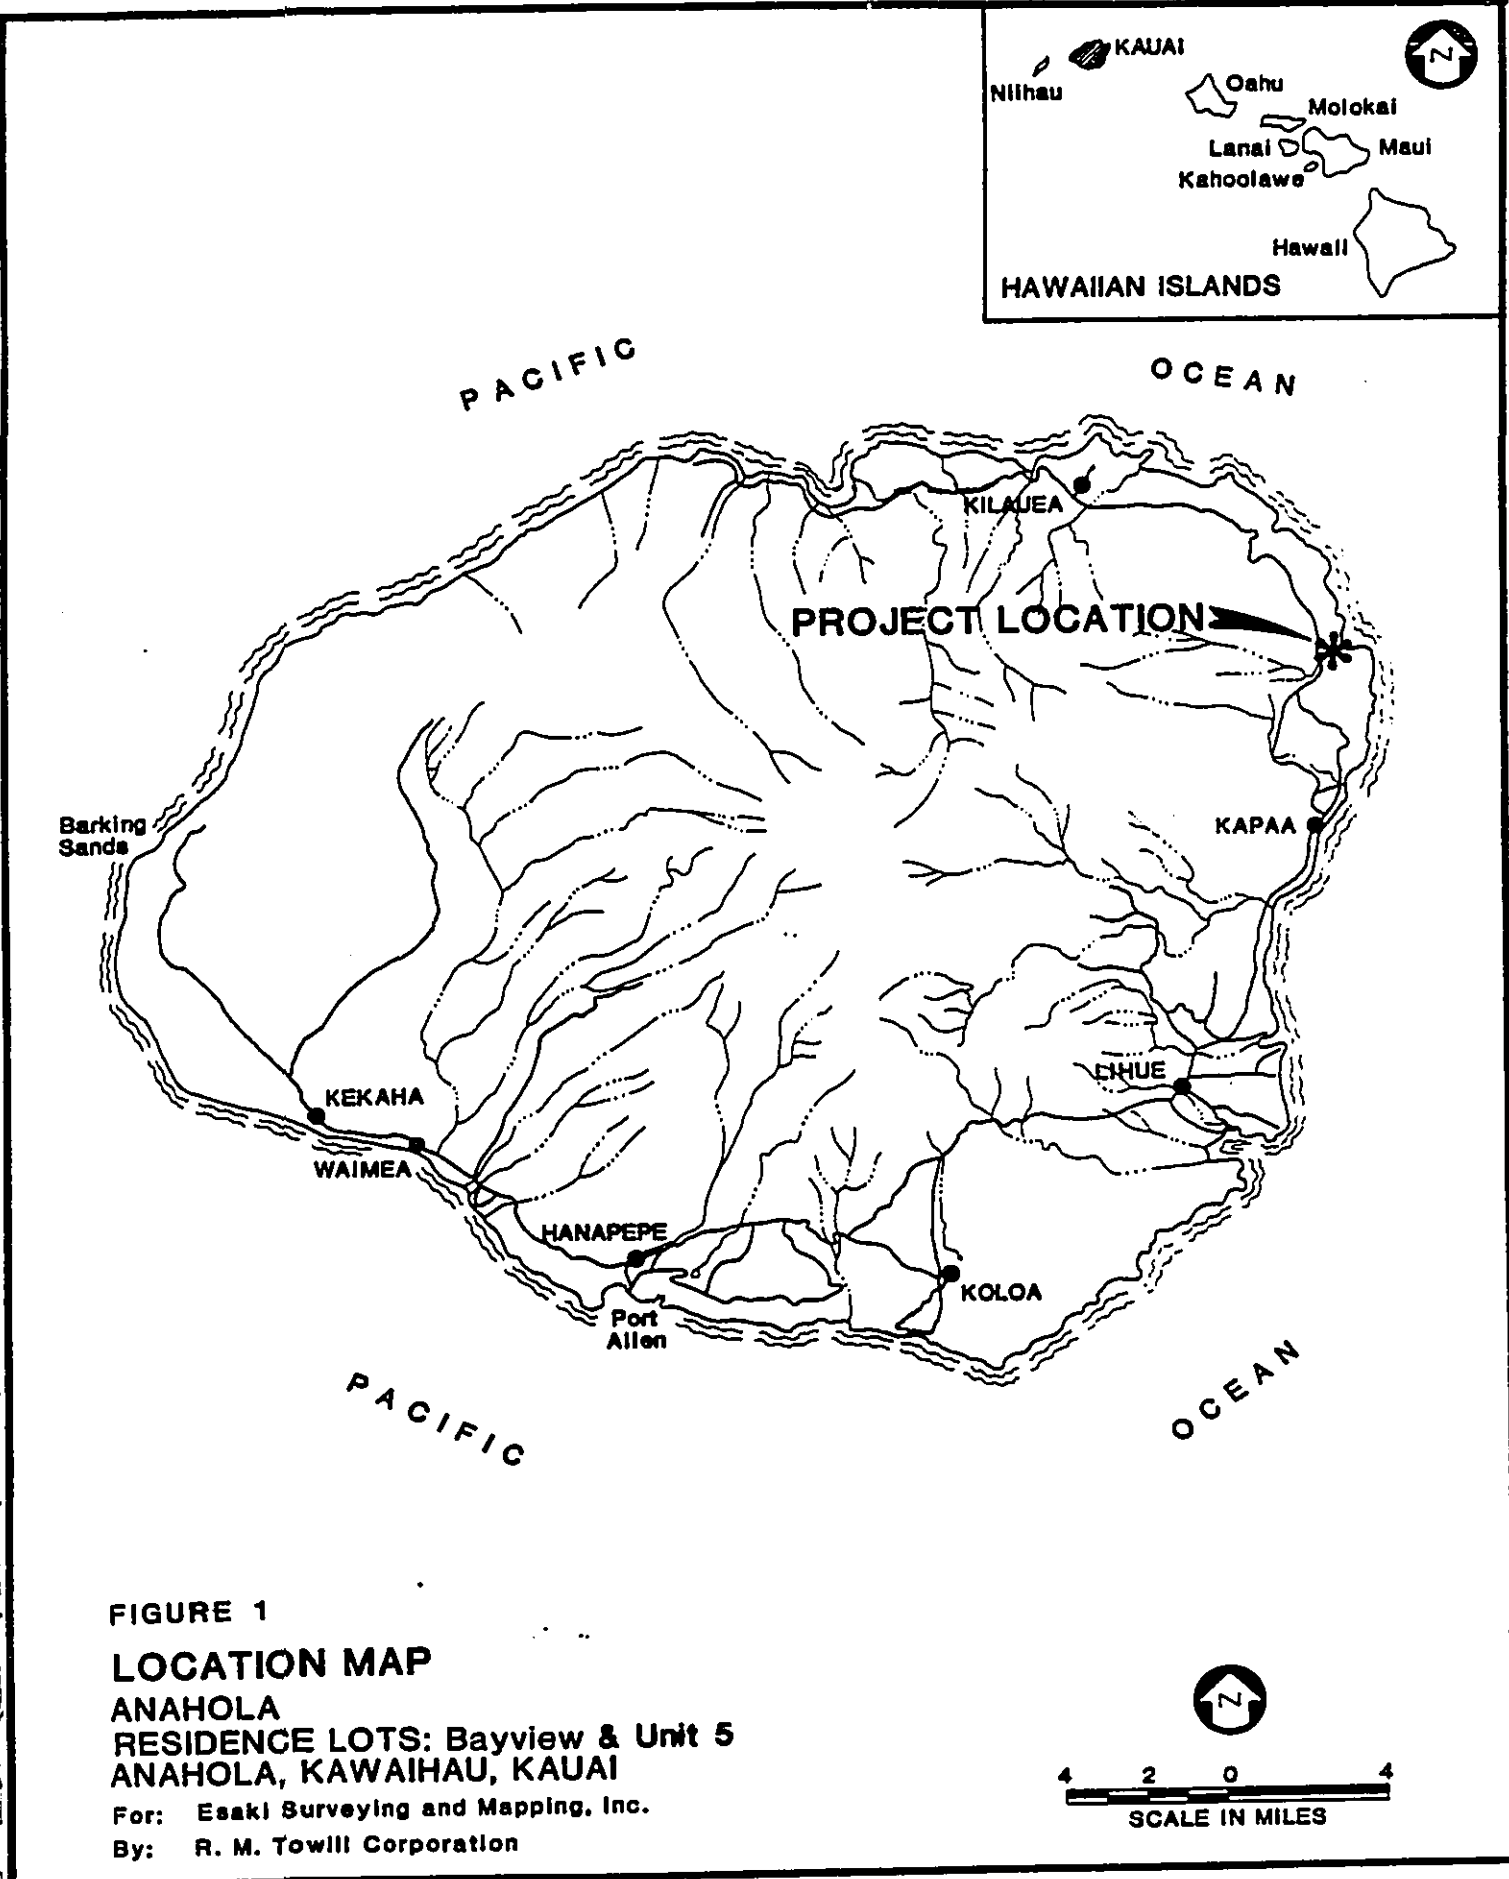 KAUAI
Niihau
Oahu
Molokai
Lanai
Maui
Kahoolawe
Hawaii
HAWAIIAN ISLANDS
N
PACIFIC
OCEAN
KILAUEA
PROJECT LOCATION
Barking
Sands
KAPAA
LIHUE
KEKAHA
WAIMEA
HANAPEPE
KOLOA
Port
Allen
PACIFIC
OCEAN
FIGURE 1
LOCATION MAP
ANAHOLA
RESIDENCE LOTS: Bayview & Unit 5
ANAHOLA, KAWAIHAU, KAUAI
For: Esaki Surveying and Mapping, Inc.
By: R. M. Towill Corporation
N
4 2 0 4
SCALE IN MILES